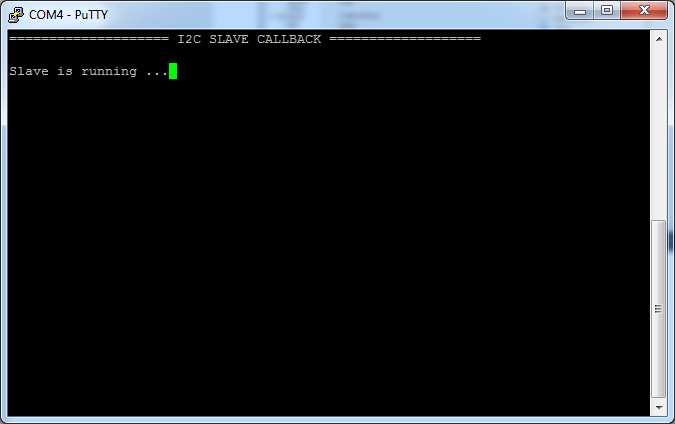 COM4 - PuTTY
==================== I2C SLAVE CALLBACK ===================
Slave is running ...